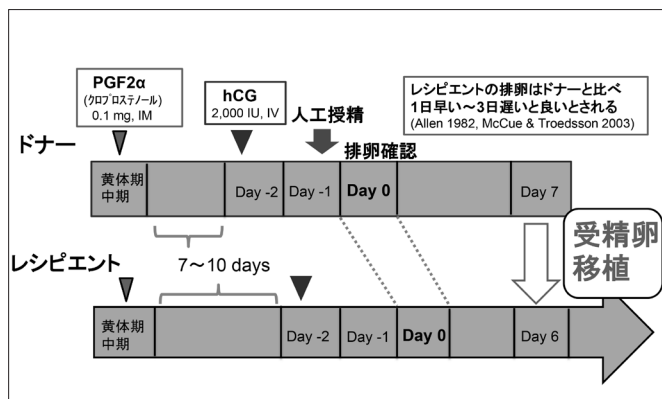 PGF2α
(クロプロステノール)
0.1 mg, IM
hCG
2,000 IU, IV
人工授精
レシピエントの排卵はドナーと比べ
1日早い～3日遅いと良いとされる
(Allen 1982, McCue & Troedsson 2003)
ドナー
排卵確認
黄体期
中期
Day -2
Day -1
Day 0
Day 7
レシピエント
7～10 days
受精卵
移植
黄体期
中期
Day -2
Day -1
Day 0
Day 6